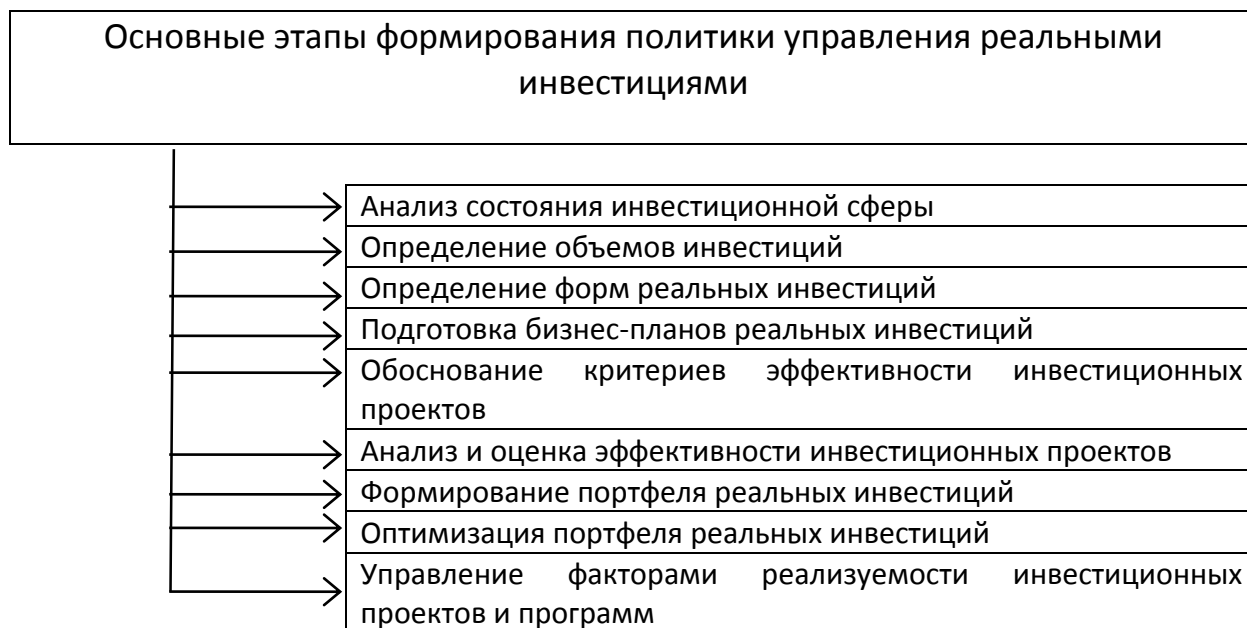 Основные этапы формирования политики управления реальными
инвестициями
Анализ состояния инвестиционной сферы
Определение объемов инвестиций
Определение форм реальных инвестиций
Подготовка бизнес-планов реальных инвестиций
Обоснование критериев эффективности инвестиционных
проектов
Анализ и оценка эффективности инвестиционных проектов
Формирование портфеля реальных инвестиций
Оптимизация портфеля реальных инвестиций
Управление факторами реализуемости инвестиционных
проектов и программ